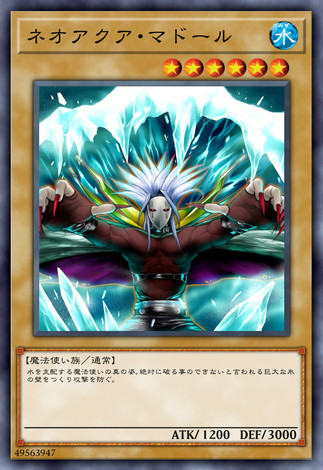 ネオアクア・マドール
水
【魔法使い族／通常】
水を支配する魔法使いの真の姿。絶対に破る事のできないと言われる巨大な氷
の壁をつくり攻撃を防ぐ。
ATK/1200 DEF/3000
49563947